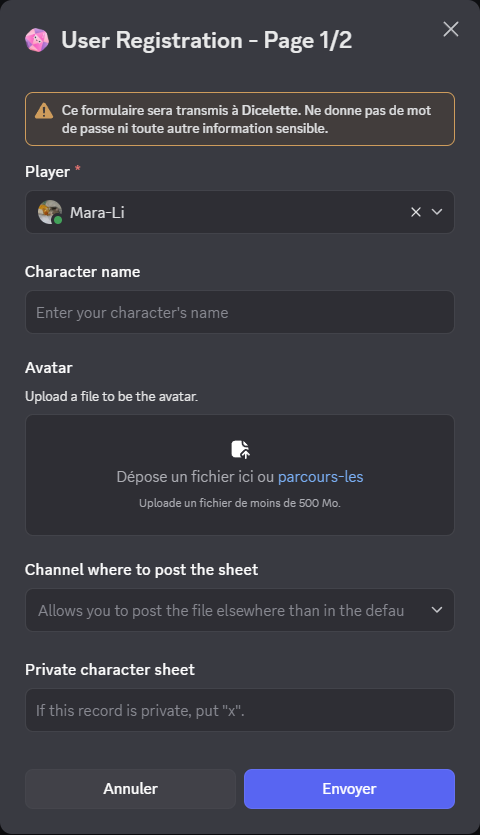 User Registration - Page 1/2
Ce formulaire sera transmis à Dicelette. Ne donne pas de mot
de passe ni toute autre information sensible.
Player *
Mara-Li
Character name
Enter your character's name
Avatar
Upload a file to be the avatar.
Dépose un fichier ici ou parcours-les
Uploade un fichier de moins de 500 Mo.
Channel where to post the sheet
Allows you to post the file elsewhere than in the defau
Private character sheet
If this record is private, put "x".
Annuler
Envoyer